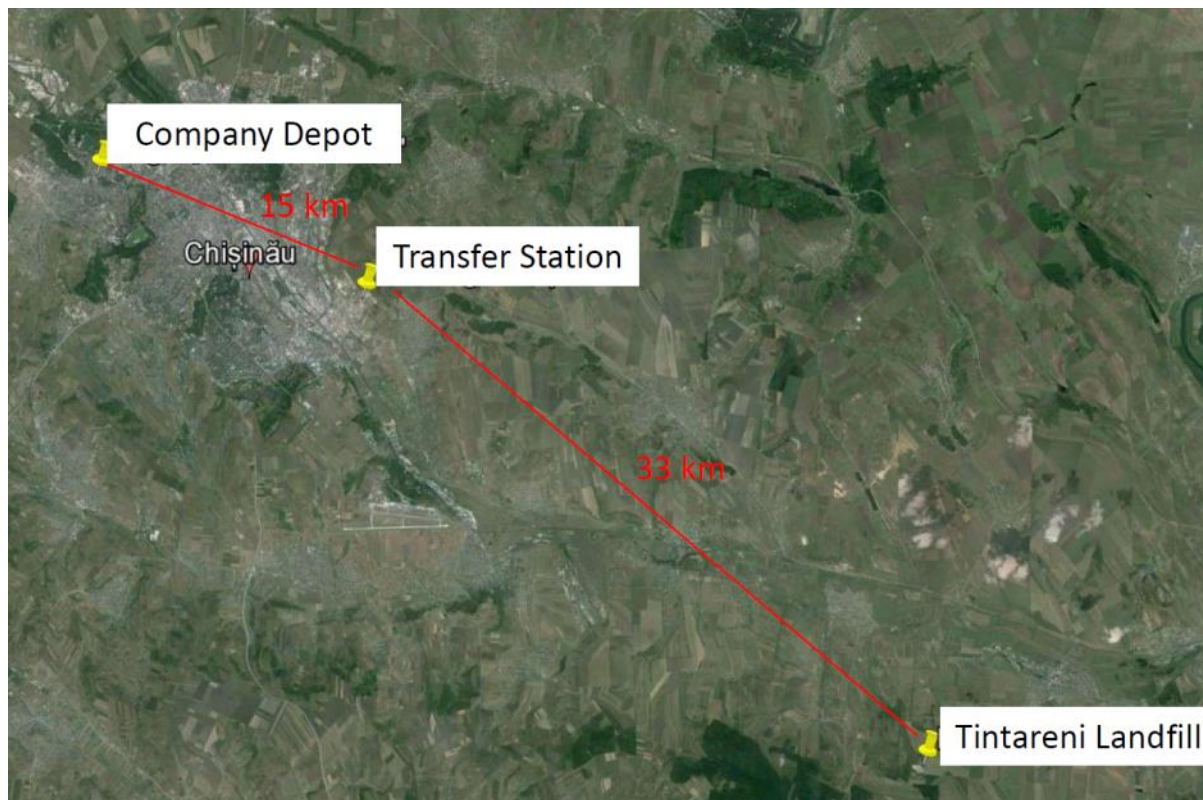 Company Depot
15 km
Chișinău
Transfer Station
33 km
Tintareni Landfill